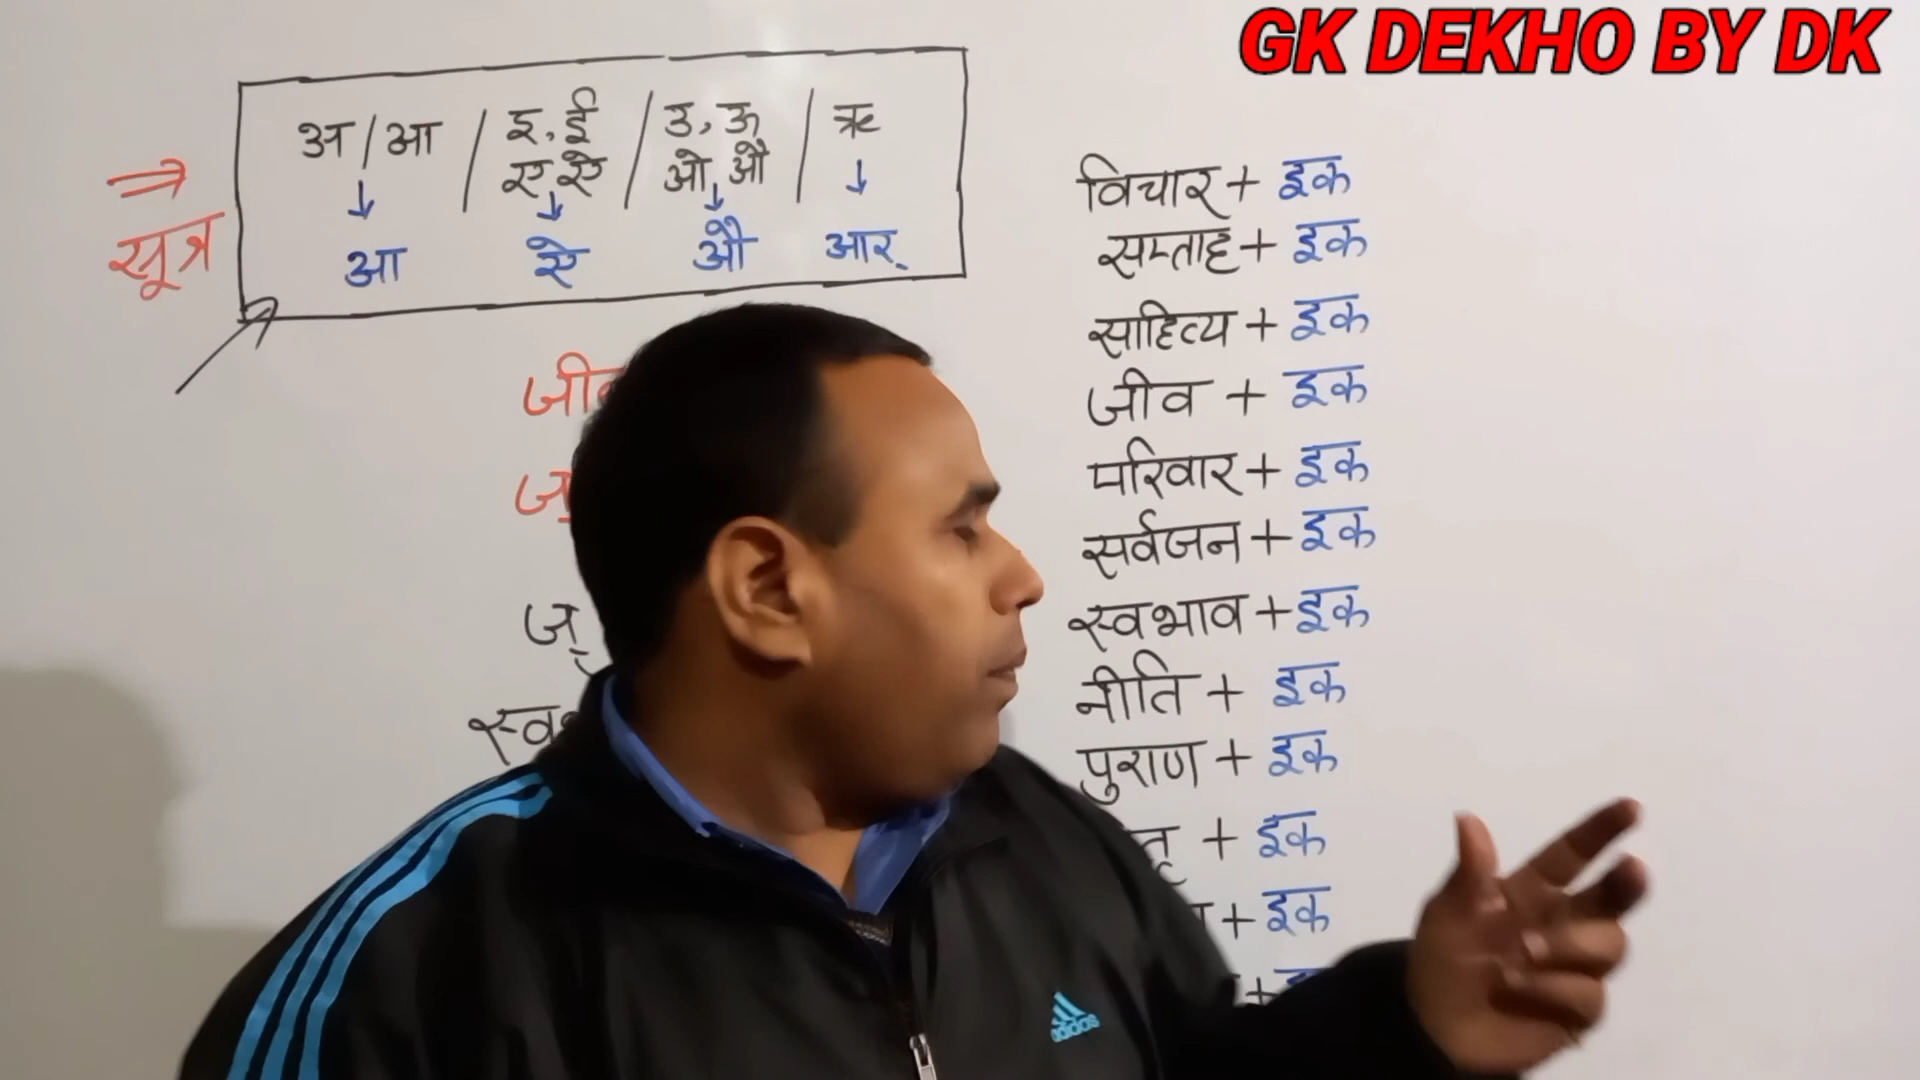 GK DEKHO BY DK
अ / आ / इ, ई / उ, ऊ / ऋ
ए, ऐ ओ, औ
↓ ↓ ↓ ↓
आ ऐ औ आर्
⇒
सूत्र
विचार + इक
सप्ताह + इक
साहित्य + इक
जीव + इक
परिवार + इक
सर्वजन + इक
स्वभाव + इक
नीति + इक
पुराण + इक
+ इक
+ इक
+
adidas